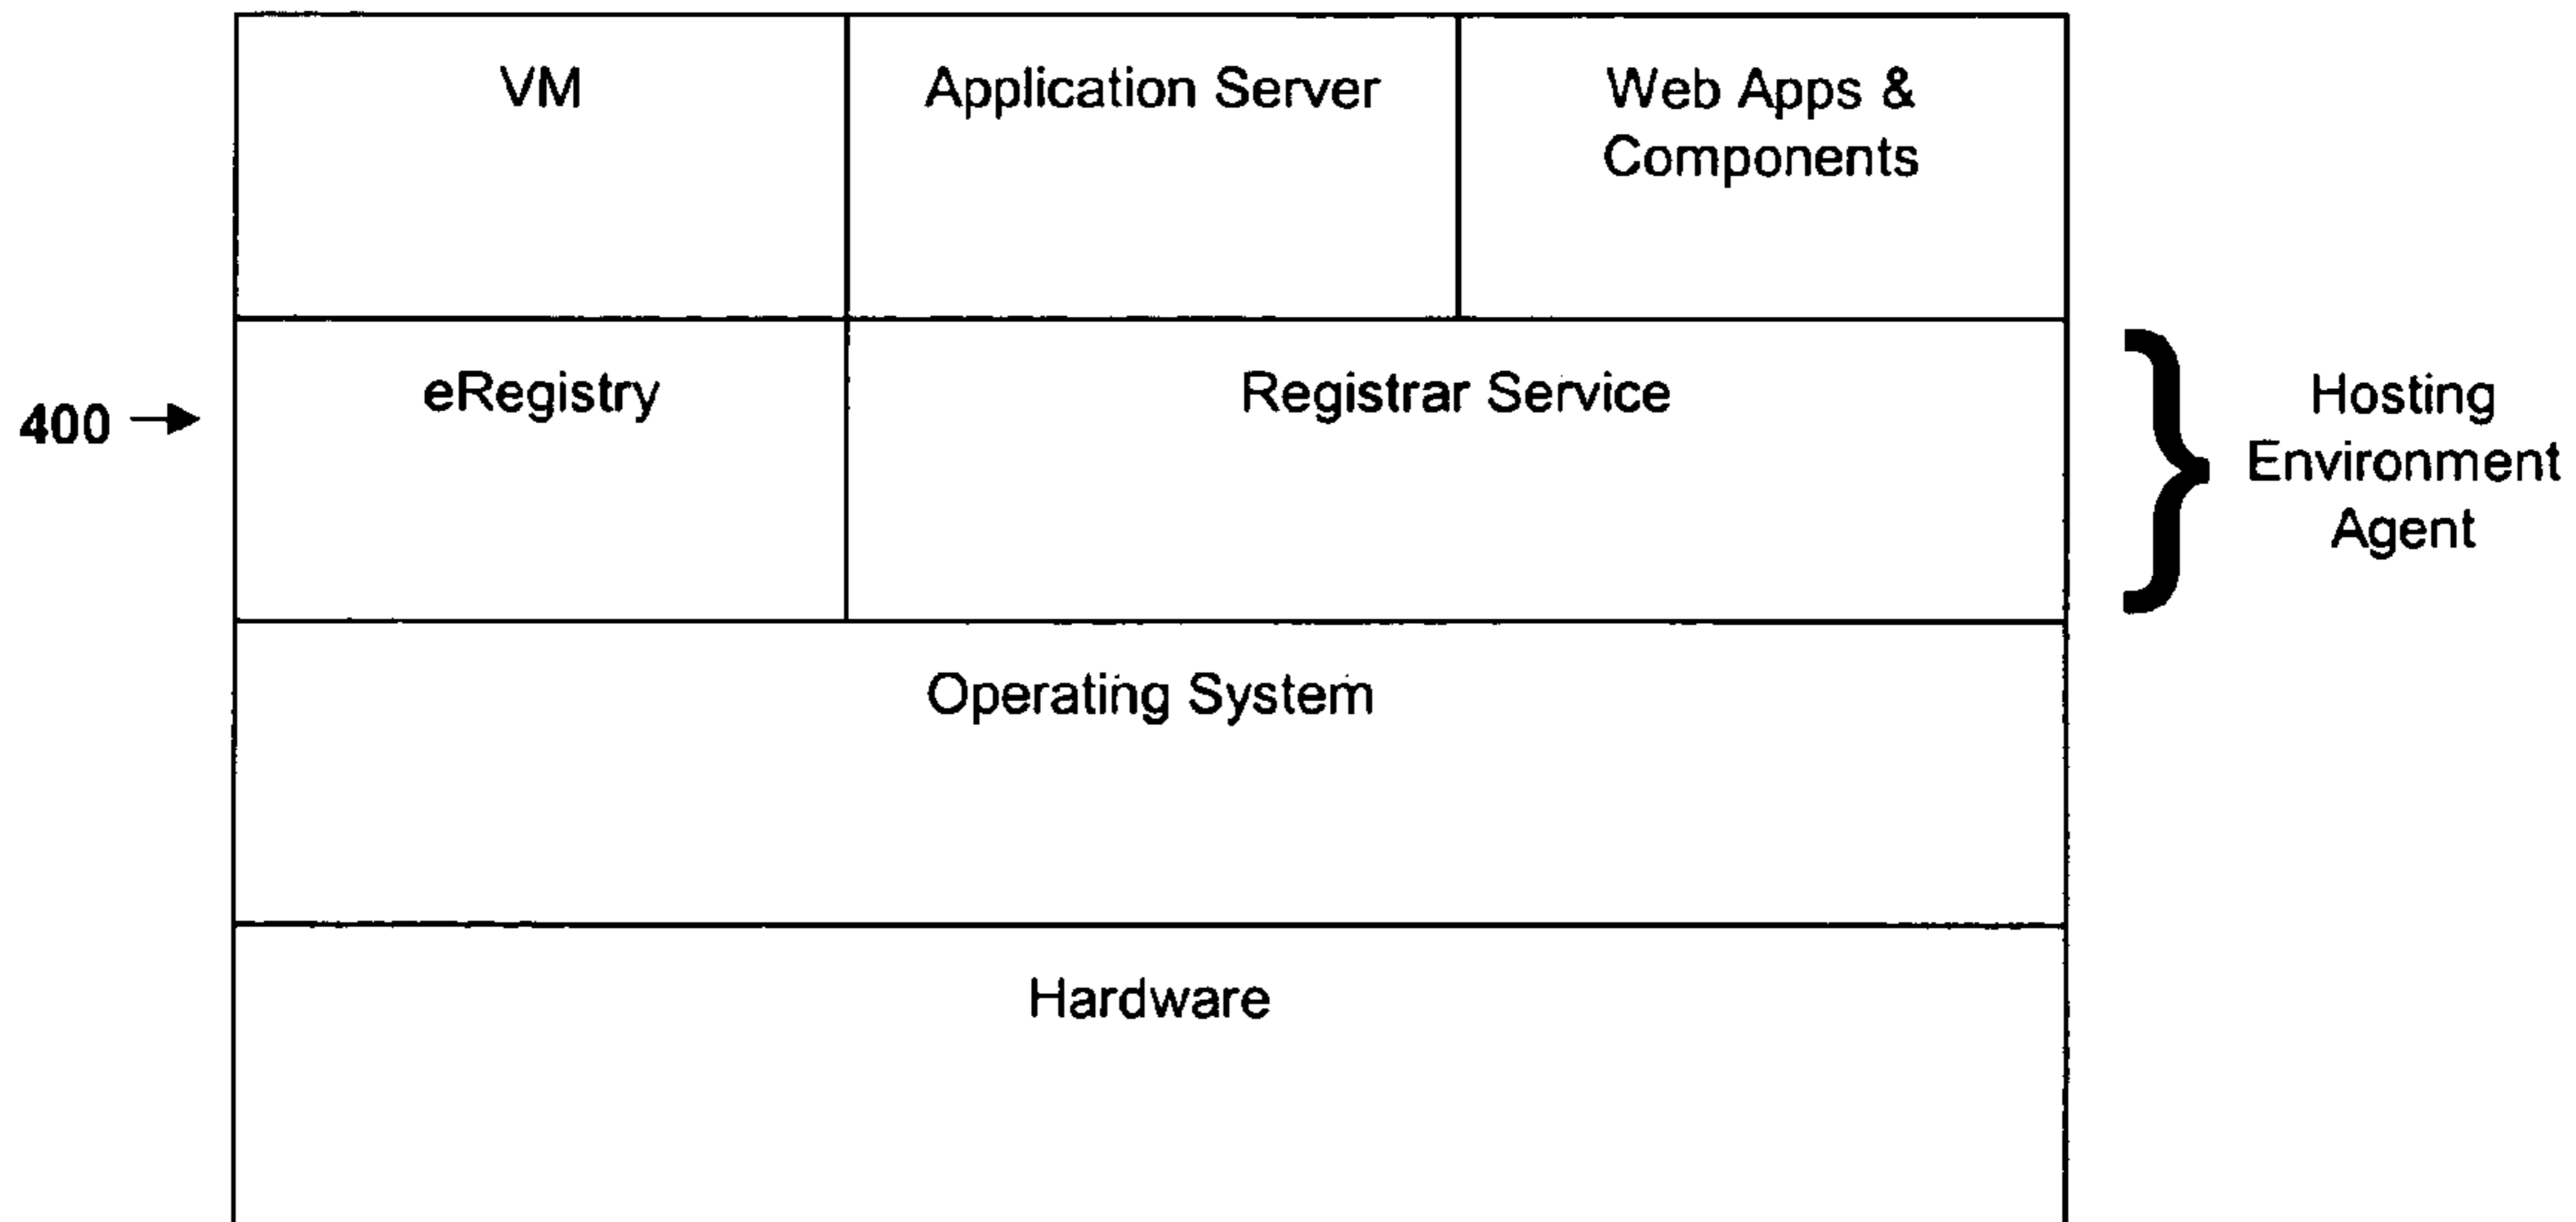 VM
Application Server
Web Apps &
Components
400
eRegistry
Registrar Service
Hosting
Environment
Agent
Operating System
Hardware